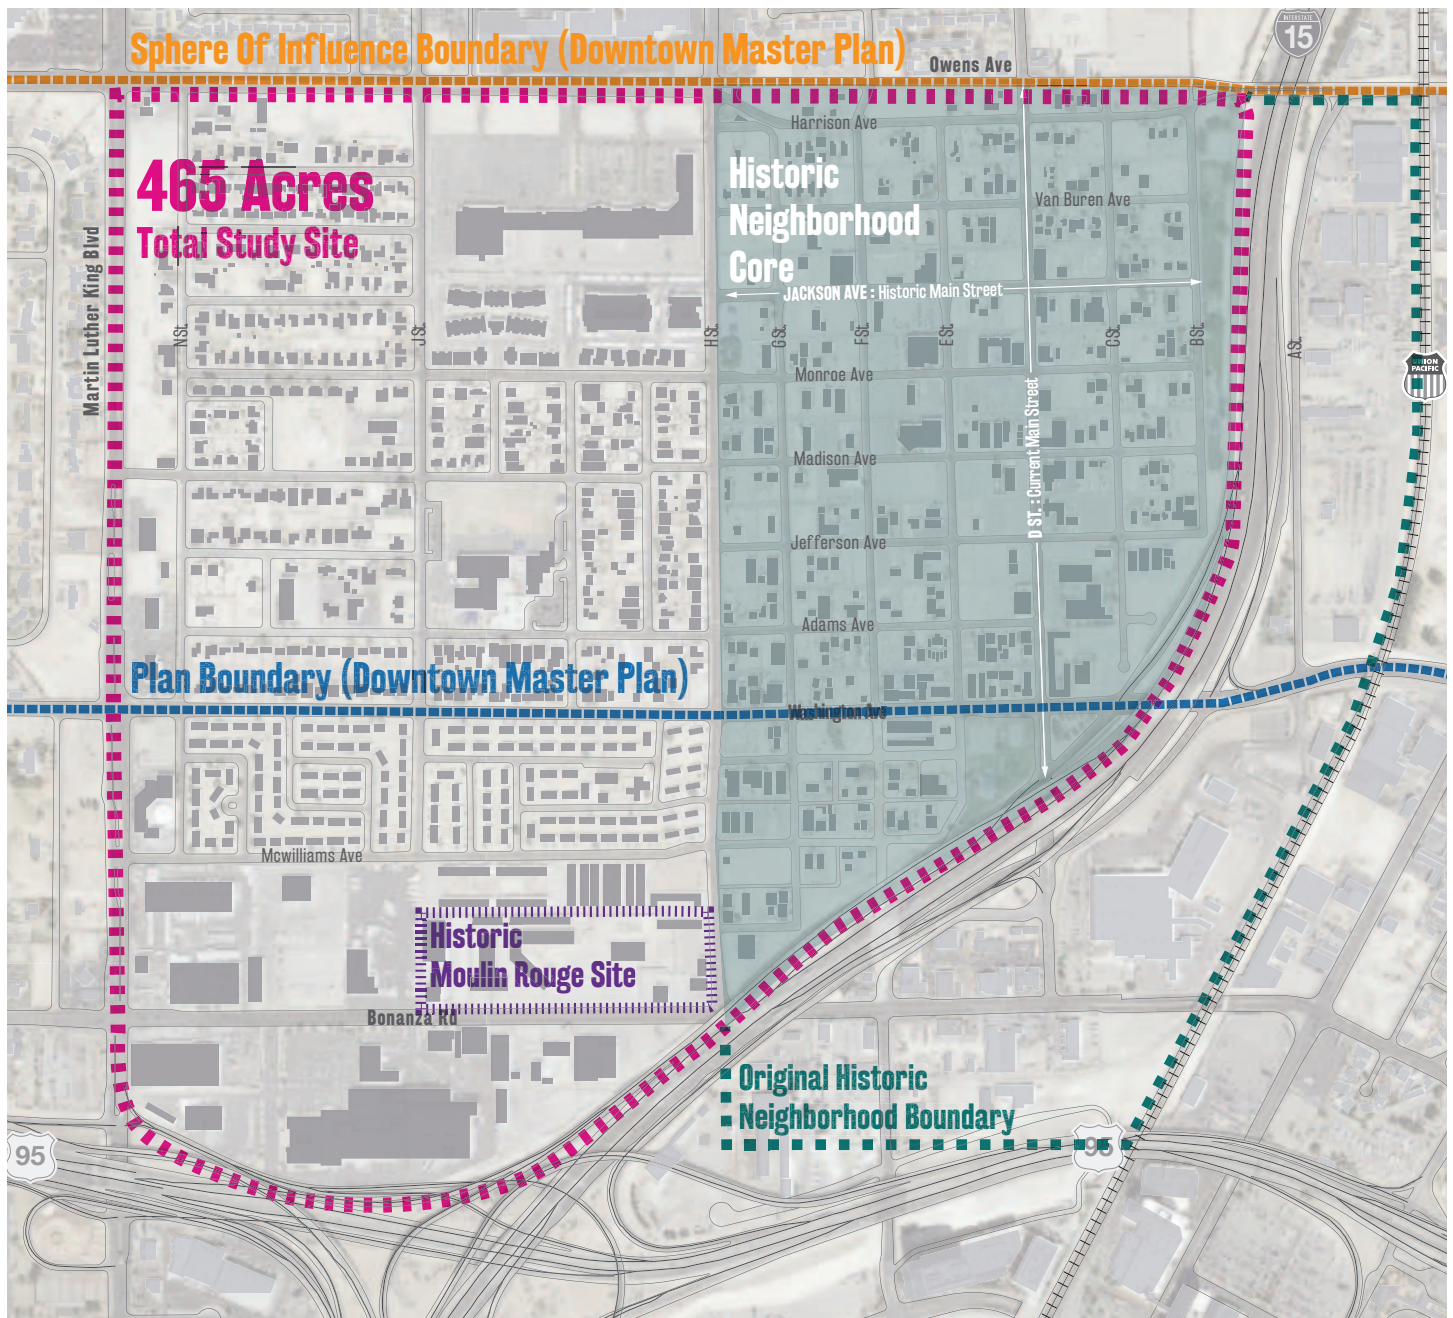 Sphere Of Influence Boundary (Downtown Master Plan)
Owens Ave
INTERSTATE
15
Harrison Ave
465 Acres
Total Study Site
Historic
Neighborhood
Core
Van Buren Ave
JACKSON AVE : Historic Main Street
Martin Luther King Blvd
N St.
J St.
H St.
G St.
F St.
E St.
C St.
B St.
A St.
UNION
PACIFIC
Monroe Ave
D ST. : Current Main Street
Madison Ave
Jefferson Ave
Adams Ave
Plan Boundary (Downtown Master Plan)
Washington Ave
Mcwilliams Ave
Historic
Moulin Rouge Site
Bonanza Rd
Original Historic
Neighborhood Boundary
95
95